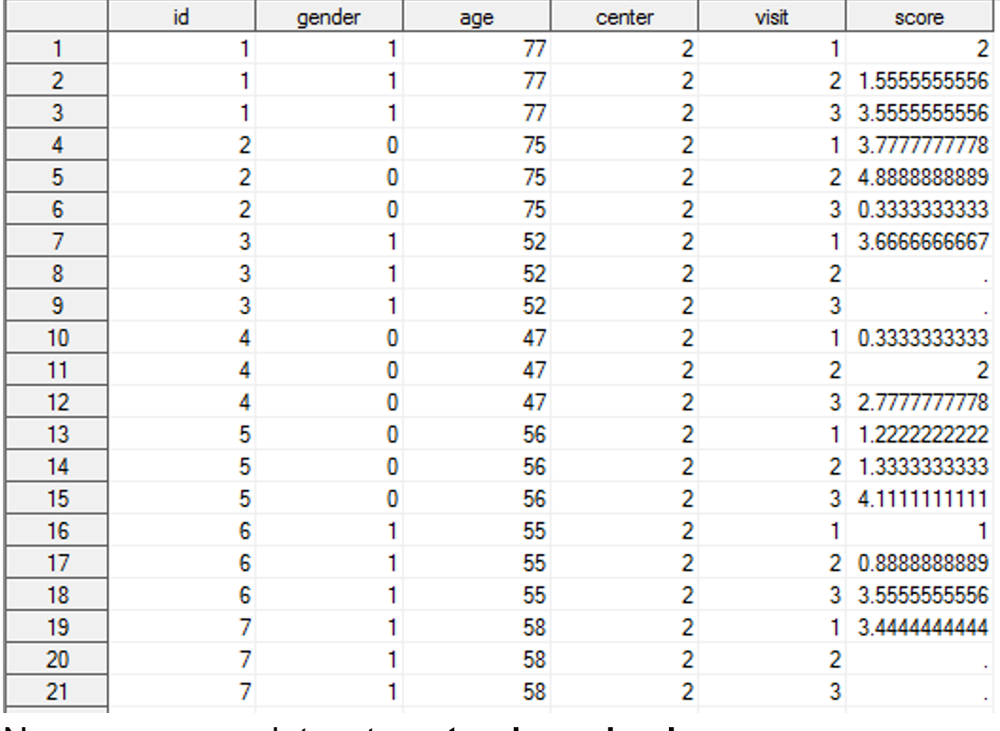 id gender age center visit score
1 1 1 77 2 1 2
2 1 1 77 2 2 1.5555555556
3 1 1 77 2 3 3.5555555556
4 2 0 75 2 1 3.7777777778
5 2 0 75 2 2 4.8888888889
6 2 0 75 2 3 0.3333333333
7 3 1 52 2 1 3.6666666667
8 3 1 52 2 2 .
9 3 1 52 2 3 .
10 4 0 47 2 1 0.3333333333
11 4 0 47 2 2 2
12 4 0 47 2 3 2.7777777778
13 5 0 56 2 1 1.2222222222
14 5 0 56 2 2 1.3333333333
15 5 0 56 2 3 4.1111111111
16 6 1 55 2 1 1
17 6 1 55 2 2 0.8888888889
18 6 1 55 2 3 3.5555555556
19 7 1 58 2 1 3.4444444444
20 7 1 58 2 2 .
21 7 1 58 2 3 .